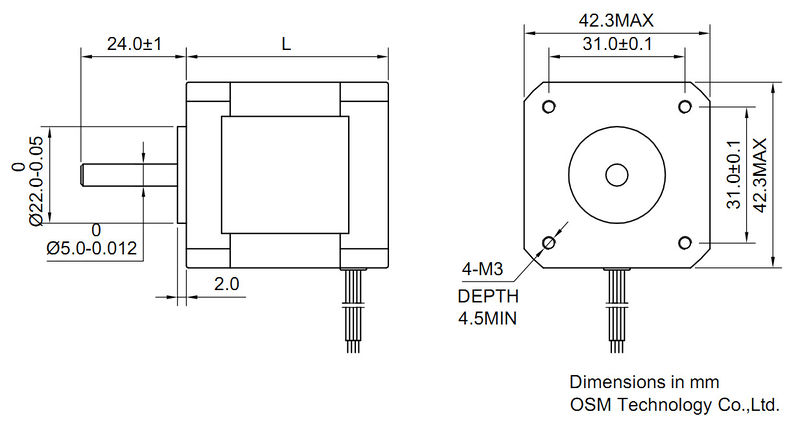 24.0±1
L
0
Ø22.0-0.05
0
Ø5.0-0.012
2.0
42.3MAX
31.0±0.1
31.0±0.1
42.3MAX
4-M3
DEPTH
4.5MIN
Dimensions in mm
OSM Technology Co.,Ltd.